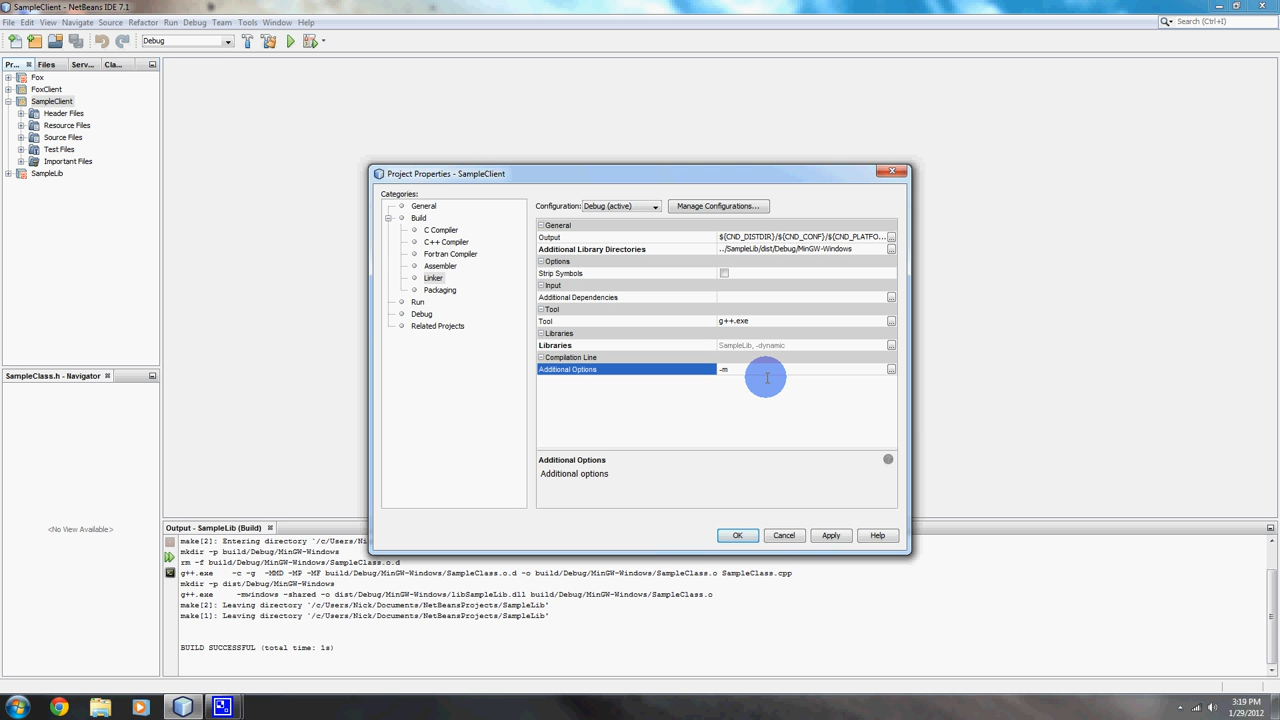 SampleClient - NetBeans IDE 7.1
File Edit View Navigate Source Refactor Run Debug Team Tools Window Help
Search (Ctrl+I)
Debug
Pr... Files Serv... Cla...
Fox
FoxClient
SampleClient
Header Files
Resource Files
Source Files
Test Files
Important Files
SampleLib
Project Properties - SampleClient
Categories:
General
Build
C Compiler
C++ Compiler
Fortran Compiler
Assembler
Linker
Packaging
Run
Debug
Related Projects
Configuration: Debug (active) Manage Configurations...
General
Output ${CND_DISTDIR}/${CND_CONF}/${CND_PLATFO... ...
Additional Library Directories ../SampleLib/dist/Debug/MinGW-Windows ...
Options
Strip Symbols
Input
Additional Dependencies ...
Tool
Tool g++.exe ...
Libraries
Libraries SampleLib, -dynamic ...
Compilation Line
Additional Options -m ...
Additional Options
Additional options
OK Cancel Apply Help
SampleClass.h - Navigator
<No View Available>
Output - SampleLib (Build)
make[2]: Entering directory `/c/Users/Nick/Documents/NetBeansProjects/SampleLib'
mkdir -p build/Debug/MinGW-Windows
rm -f build/Debug/MinGW-Windows/SampleClass.o.d
g++.exe -c -g -MMD -MP -MF build/Debug/MinGW-Windows/SampleClass.o.d -o build/Debug/MinGW-Windows/SampleClass.o SampleClass.cpp
mkdir -p dist/Debug/MinGW-Windows
g++.exe -mwindows -shared -o dist/Debug/MinGW-Windows/libSampleLib.dll build/Debug/MinGW-Windows/SampleClass.o
make[2]: Leaving directory `/c/Users/Nick/Documents/NetBeansProjects/SampleLib'
make[1]: Leaving directory `/c/Users/Nick/Documents/NetBeansProjects/SampleLib'
BUILD SUCCESSFUL (total time: 1s)
3:19 PM
1/29/2012